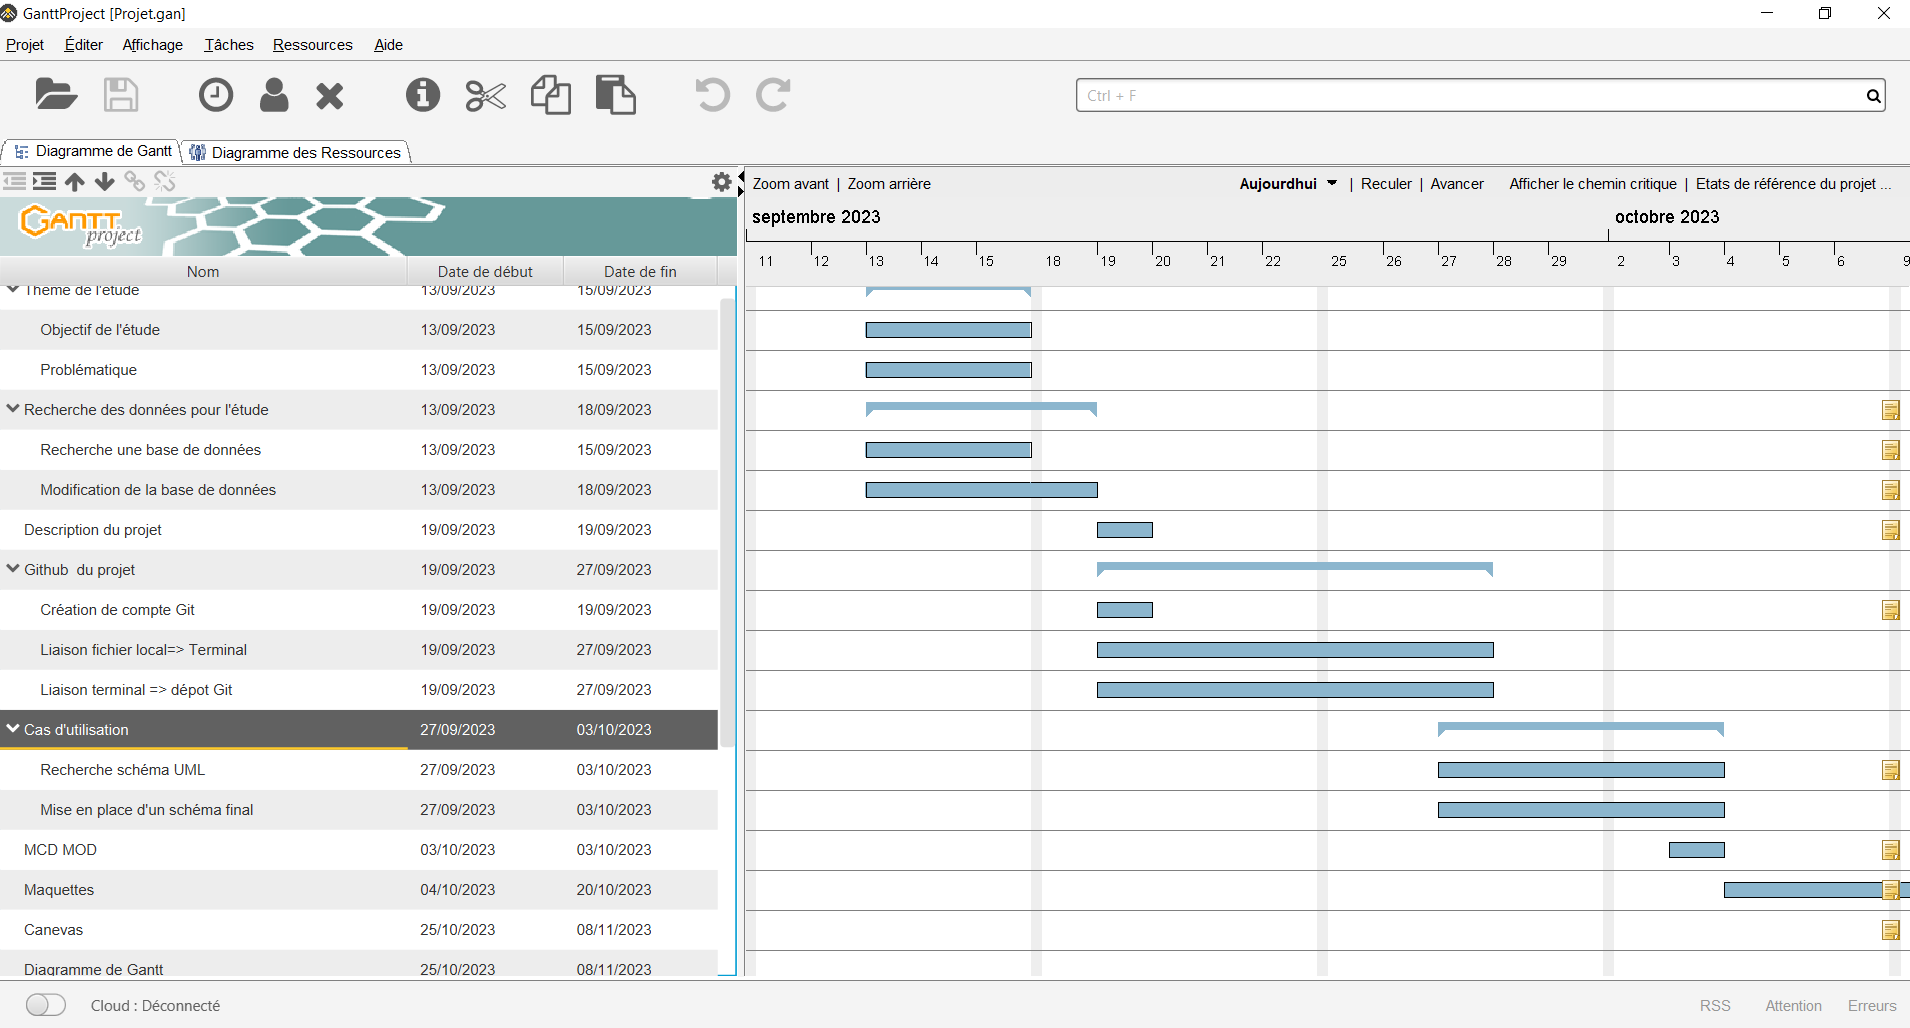 GanttProject [Projet.gan]
Projet Éditer Affichage Tâches Ressources Aide
Ctrl + F
Diagramme de Gantt Diagramme des Ressources
Zoom avant | Zoom arrière Aujourdhui | Reculer | Avancer Afficher le chemin critique | Etats de référence du projet ...
GANTT project
septembre 2023 octobre 2023
11 12 13 14 15 18 19 20 21 22 25 26 27 28 29 2 3 4 5 6 9
Nom Date de début Date de fin
Thème de l'étude 13/09/2023 15/09/2023
Objectif de l'étude 13/09/2023 15/09/2023
Problématique 13/09/2023 15/09/2023
Recherche des données pour l'étude 13/09/2023 18/09/2023
Recherche une base de données 13/09/2023 15/09/2023
Modification de la base de données 13/09/2023 18/09/2023
Description du projet 19/09/2023 19/09/2023
Github du projet 19/09/2023 27/09/2023
Création de compte Git 19/09/2023 19/09/2023
Liaison fichier local=> Terminal 19/09/2023 27/09/2023
Liaison terminal => dépot Git 19/09/2023 27/09/2023
Cas d'utilisation 27/09/2023 03/10/2023
Recherche schéma UML 27/09/2023 03/10/2023
Mise en place d'un schéma final 27/09/2023 03/10/2023
MCD MOD 03/10/2023 03/10/2023
Maquettes 04/10/2023 20/10/2023
Canevas 25/10/2023 08/11/2023
Diagramme de Gantt 25/10/2023 08/11/2023
Cloud : Déconnecté RSS Attention Erreurs